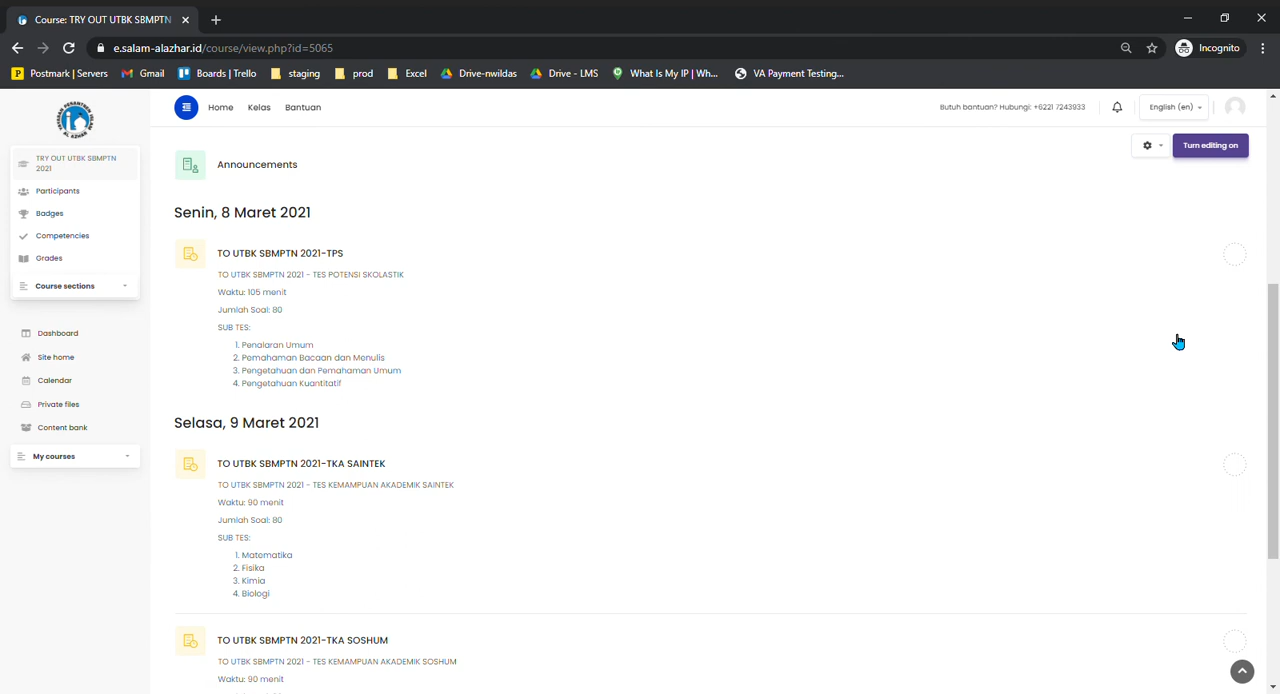 Course: TRY OUT UTBK SBMPTN
e.salam-alazhar.id/course/view.php?id=5065
Incognito
Postmark | Servers
Gmail
Boards | Trello
staging
prod
Excel
Drive-nwildas
Drive - LMS
What Is My IP | Wh...
VA Payment Testing...
Home
Kelas
Bantuan
Butuh bantuan? Hubungi: +6221 7243933
English (en)
Turn editing on
TRY OUT UTBK SBMPTN
2021
Participants
Badges
Competencies
Grades
Course sections
Dashboard
Site home
Calendar
Private files
Content bank
My courses
Announcements
Senin, 8 Maret 2021
TO UTBK SBMPTN 2021-TPS
TO UTBK SBMPTN 2021 - TES POTENSI SKOLASTIK
Waktu: 105 menit
Jumlah Soal: 80
SUB TES:
1. Penalaran Umum
2. Pemahaman Bacaan dan Menulis
3. Pengetahuan dan Pemahaman Umum
4. Pengetahuan Kuantitatif
Selasa, 9 Maret 2021
TO UTBK SBMPTN 2021-TKA SAINTEK
TO UTBK SBMPTN 2021 - TES KEMAMPUAN AKADEMIK SAINTEK
Waktu: 90 menit
Jumlah Soal: 80
SUB TES:
1. Matematika
2. Fisika
3. Kimia
4. Biologi
TO UTBK SBMPTN 2021-TKA SOSHUM
TO UTBK SBMPTN 2021 - TES KEMAMPUAN AKADEMIK SOSHUM
Waktu: 90 menit